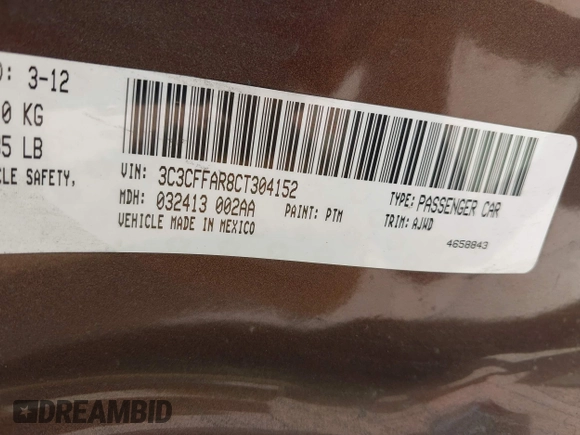 D: 3-12
0 KG
05 LB
CLE SAFETY,
VIN: 3C3CFFAR8CT304152
MDH: 032413 002AA
PAINT: PTM
VEHICLE MADE IN MEXICO
TYPE: PASSENGER CAR
TRIM: AJWD
4658843
DREAMBID